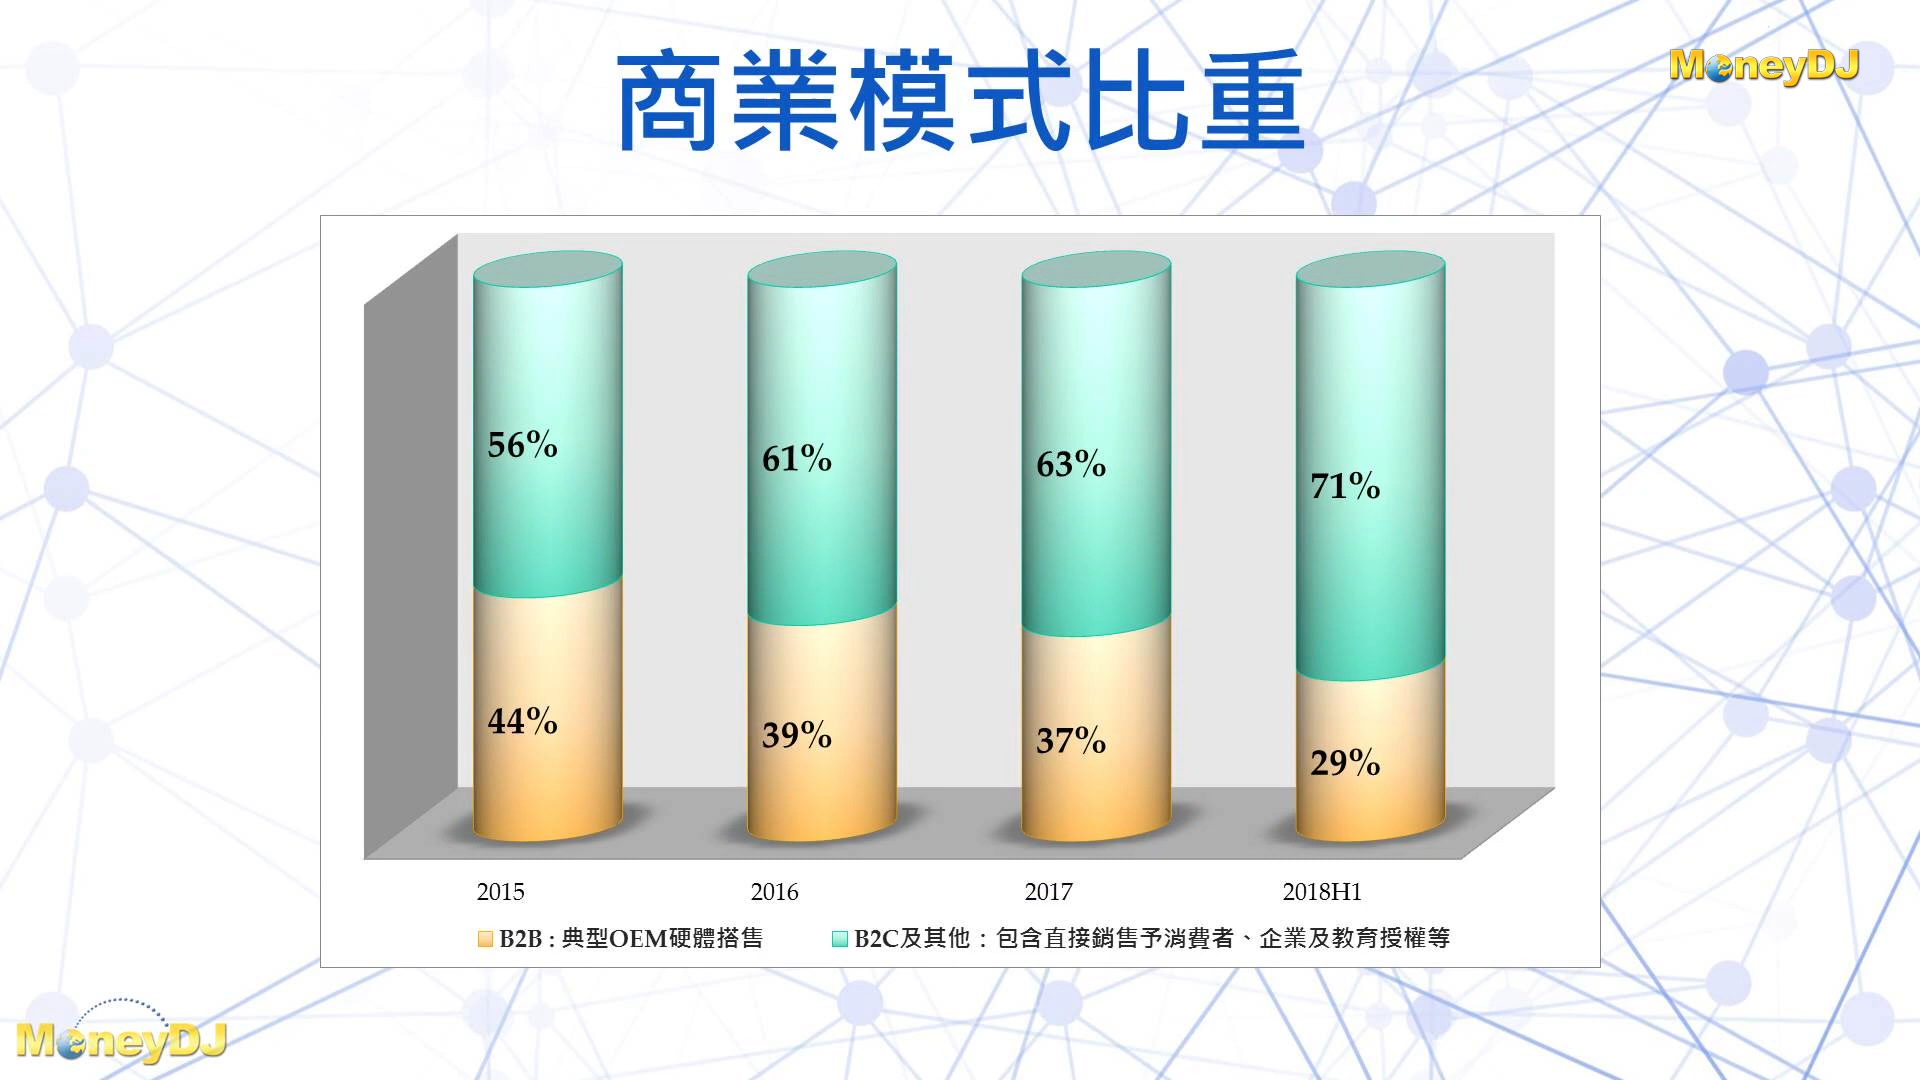 商業模式比重
MoneyDJ
56%
61%
63%
71%
44%
39%
37%
29%
2015
2016
2017
2018H1
B2B : 典型OEM硬體搭售
B2C及其他：包含直接銷售予消費者、企業及教育授權等
MoneyDJ